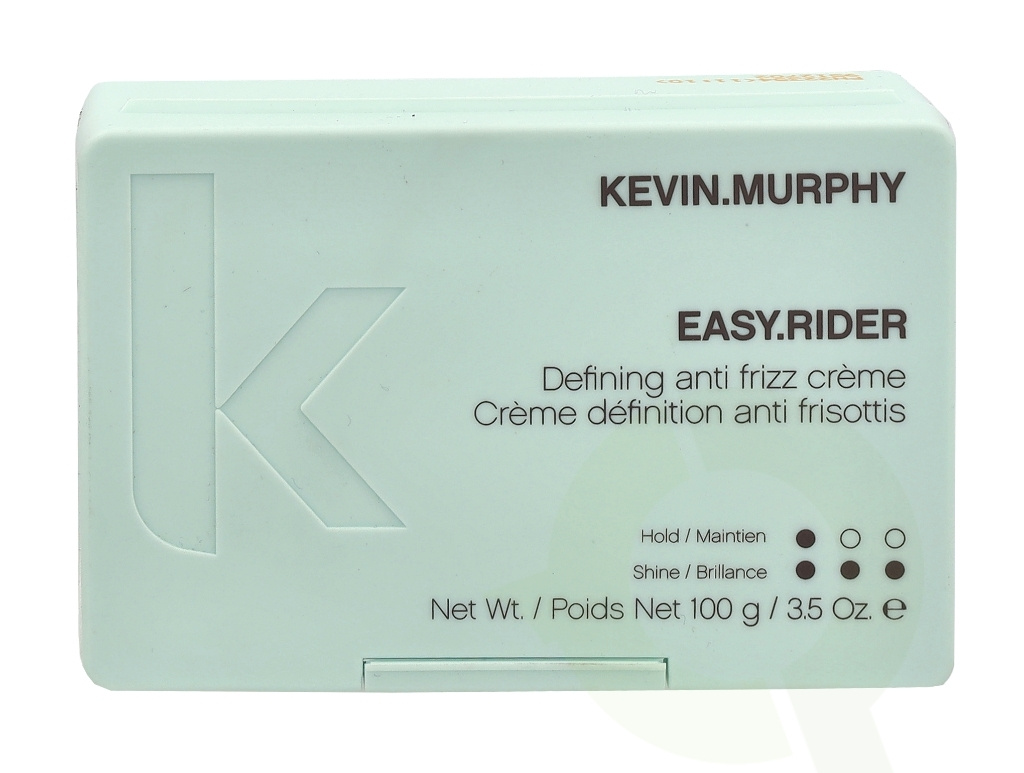 KEVIN.MURPHY
EASY.RIDER
Defining anti frizz crème
Crème définition anti frisottis
Hold / Maintien
Shine / Brillance
Net Wt. / Poids Net 100 g / 3.5 Oz. ℮